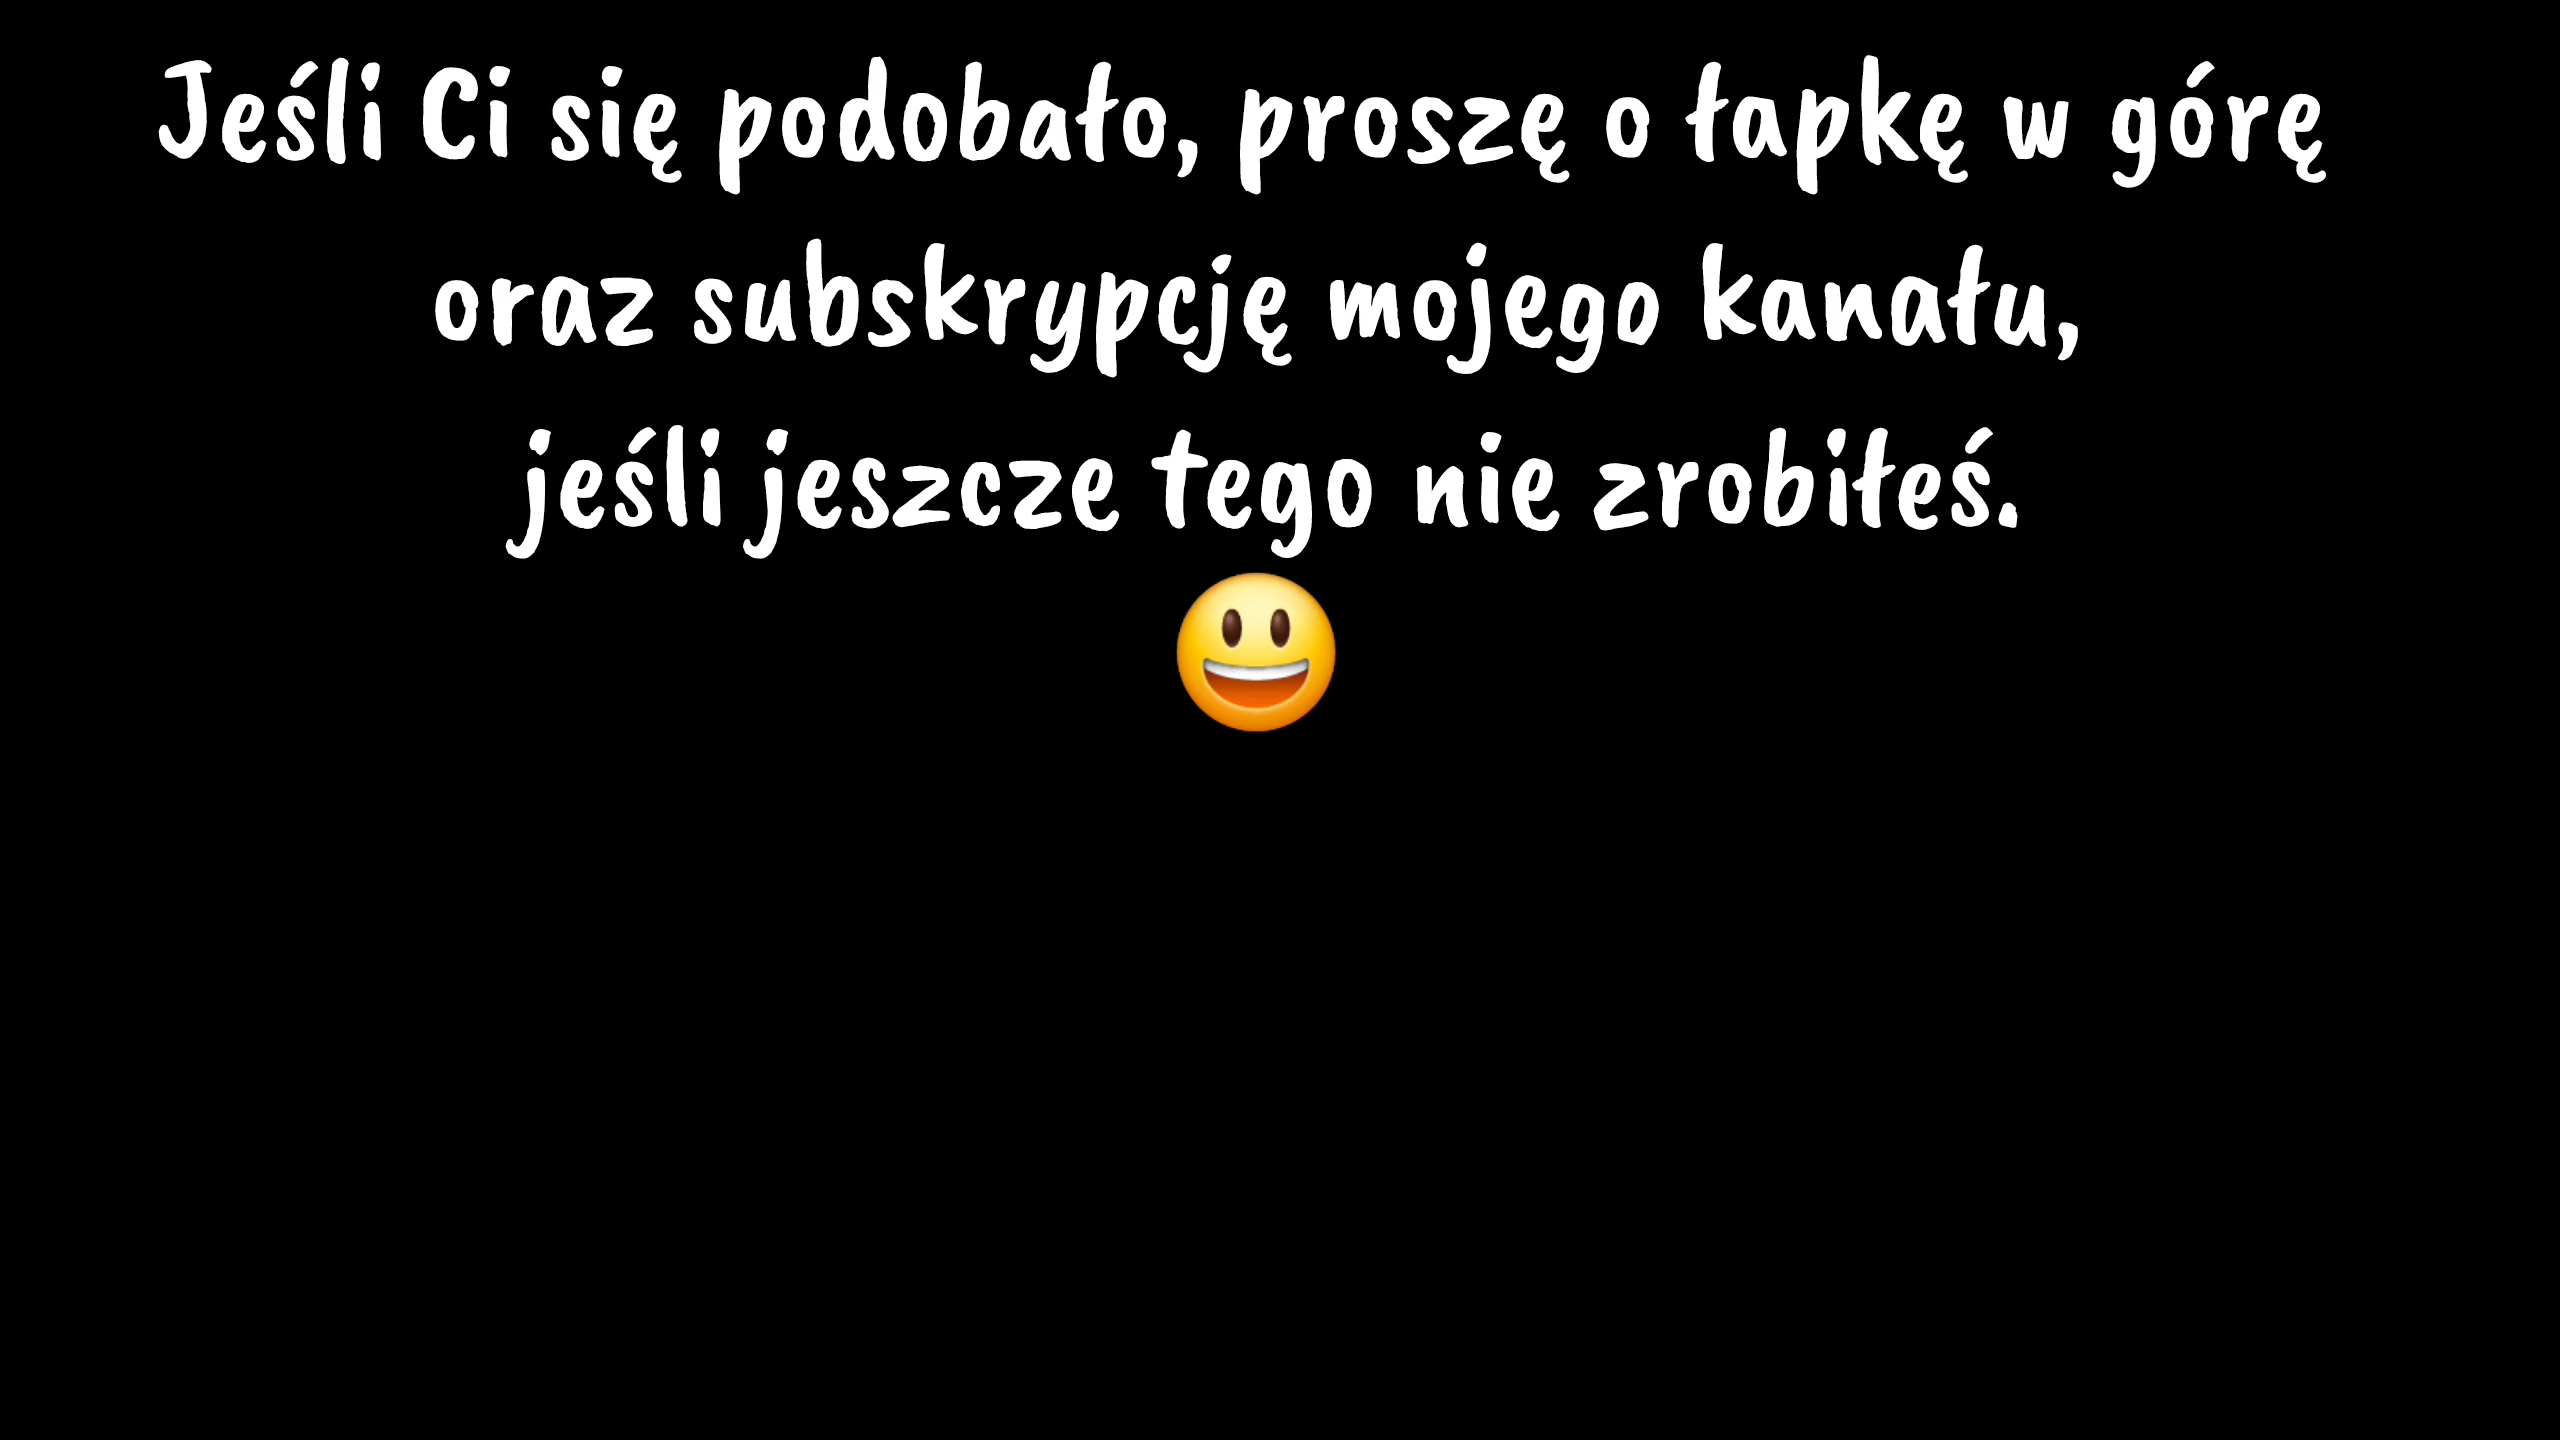 Jeśli Ci się podobało, proszę o łapkę w górę
oraz subskrypcję mojego kanału,
jeśli jeszcze tego nie zrobiłeś.
😃